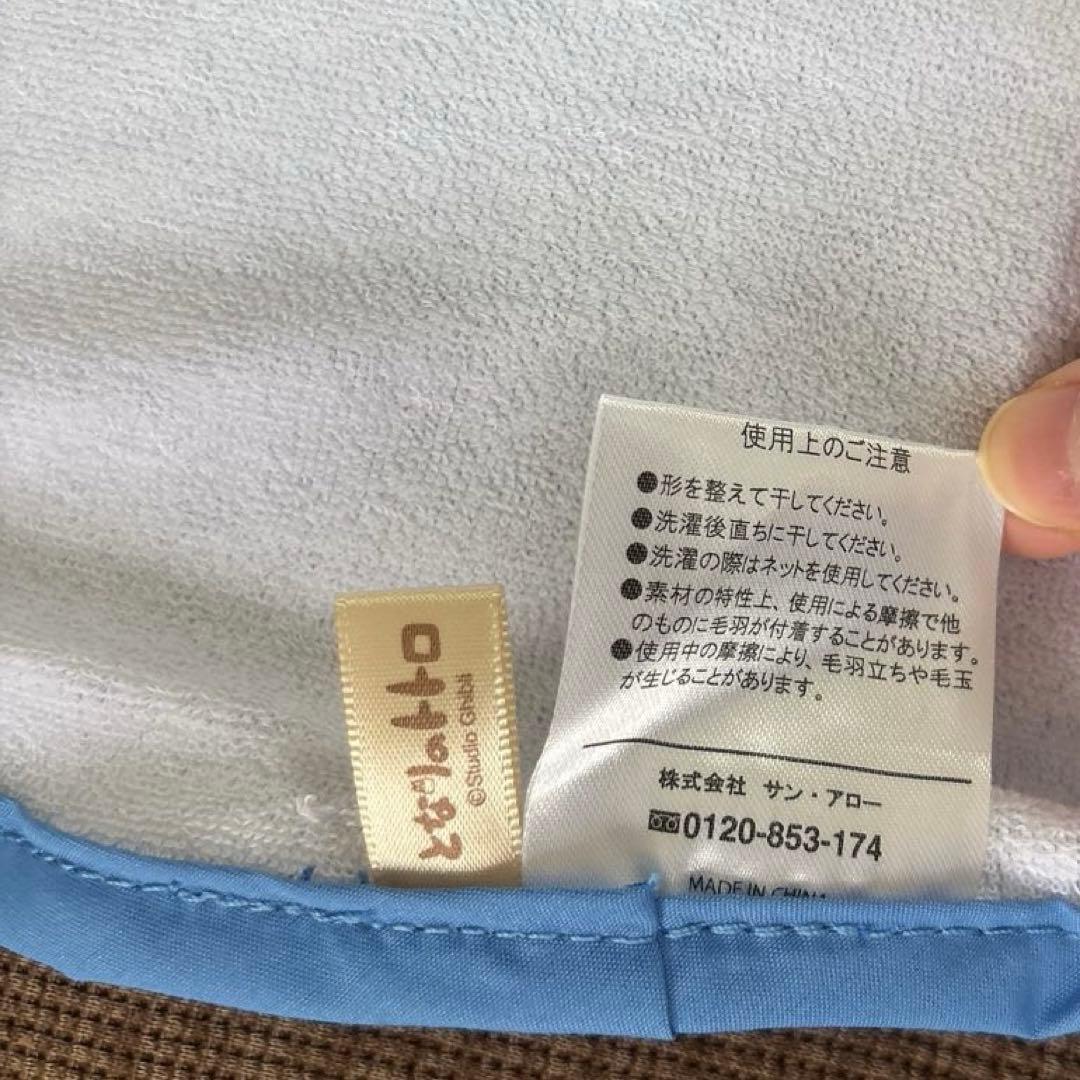 使用上のご注意
●形を整えて干してください。
●洗濯後直ちに干してください。
●洗濯の際はネットを使用してください。
●素材の特性上、使用による摩擦で他
のものに毛羽が付着することがあります。
●使用中の摩擦により、毛羽立ちや毛玉
が生じることがあります。
株式会社 サン・アロー
0120-853-174
MADE IN CHINA
となりのトトロ
©Studio Ghibli